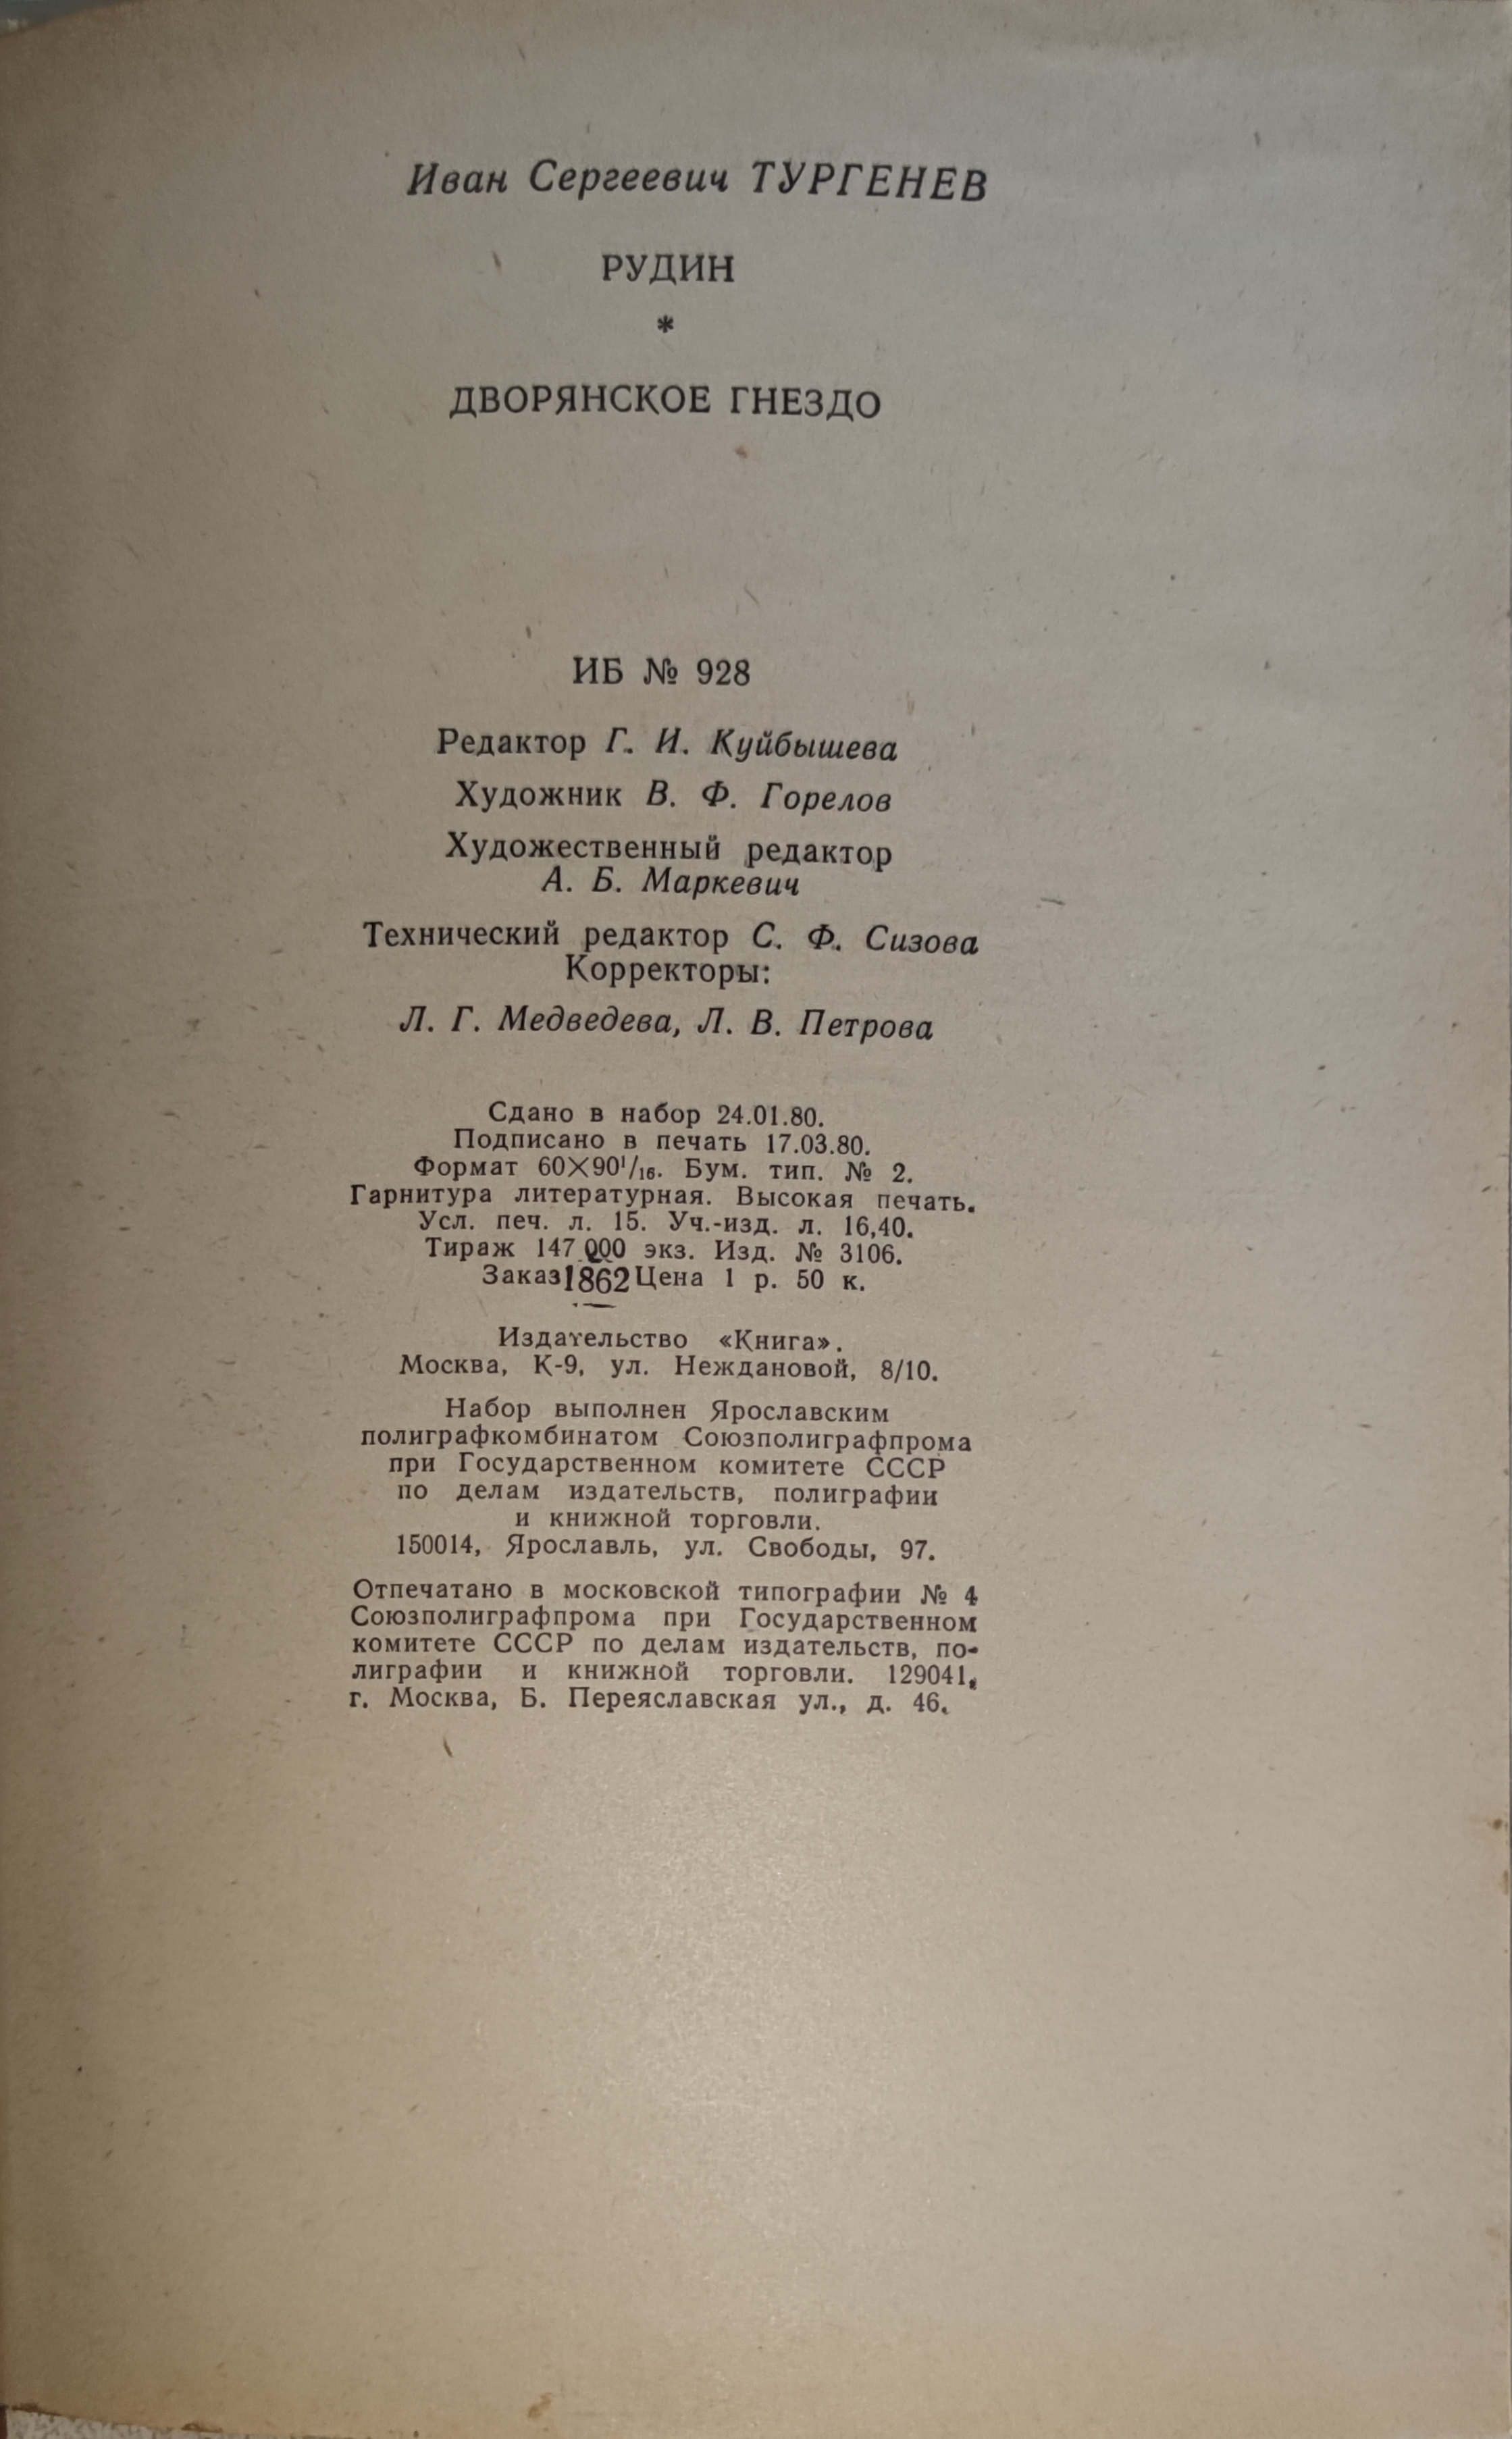 Иван Сергеевич ТУРГЕНЕВ
РУДИН
*
ДВОРЯНСКОЕ ГНЕЗДО
ИБ № 928
Редактор Г. И. Куйбышева
Художник В. Ф. Горелов
Художественный редактор
А. Б. Маркевич
Технический редактор С. Ф. Сизова
Корректоры:
Л. Г. Медведева, Л. В. Петрова
Сдано в набор 24.01.80.
Подписано в печать 17.03.80.
Формат 60×90¹/₁₆. Бум. тип. № 2.
Гарнитура литературная. Высокая печать.
Усл. печ. л. 15. Уч.-изд. л. 16,40.
Тираж 147 000 экз. Изд. № 3106.
Заказ 1862 Цена 1 р. 50 к.
Издательство «Книга».
Москва, К-9, ул. Неждановой, 8/10.
Набор выполнен Ярославским
полиграфкомбинатом Союзполиграфпрома
при Государственном комитете СССР
по делам издательств, полиграфии
и книжной торговли.
150014, Ярославль, ул. Свободы, 97.
Отпечатано в московской типографии № 4
Союзполиграфпрома при Государственном
комитете СССР по делам издательств, по-
лиграфии и книжной торговли. 129041,
г. Москва, Б. Переяславская ул., д. 46.